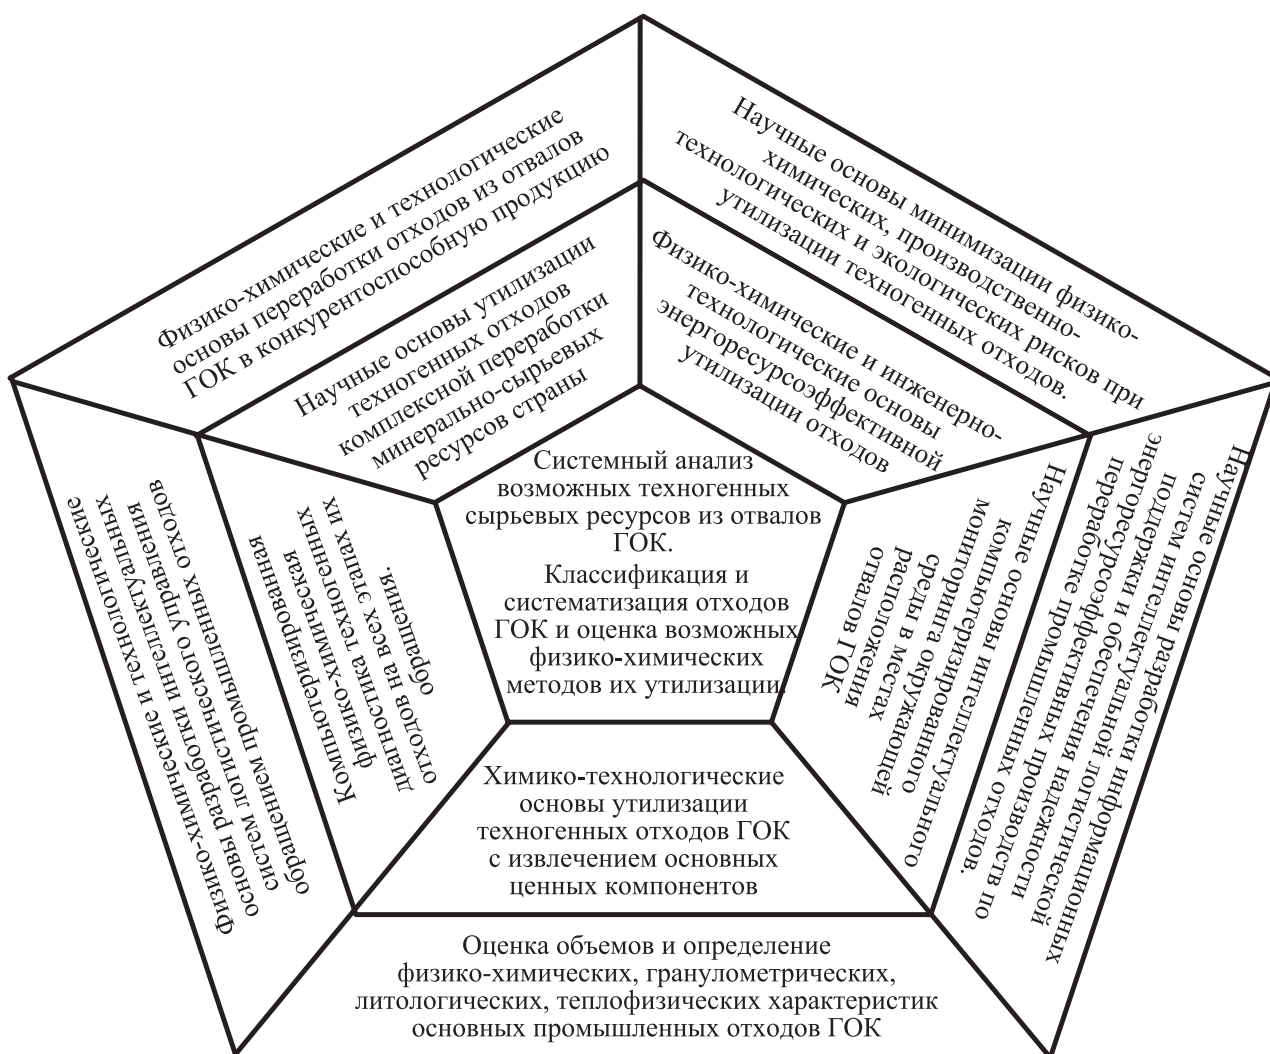 Физико-химические и технологические
основы переработки отходов из отвалов
ГОК в конкурентоспособную продукцию
Научные основы минимизации физико-
химических, производственно-
технологических и экологических рисков при
утилизации техногенных отходов.
Научные основы утилизации
техногенных отходов
комплексной переработки
минерально-сырьевых
ресурсов страны
Физико-химические и инженерно-
технологические основы
энергоресурсоэффективной
утилизации отходов
Системный анализ
возможных техногенных
сырьевых ресурсов из отвалов
ГОК.
Классификация и
систематизация отходов
ГОК и оценка возможных
физико-химических
методов их утилизации.
Физико-химические и технологические
основы разработки интеллектуальных
систем логистического управления
обращением промышленных отходов
Компьютеризированная
физико-химическая
диагностика техногенных
отходов на всех этапах их
обращения.
Научные основы интеллектуального
компьютеризированного
мониторинга окружающей
среды в местах
расположения
отвалов ГОК
Научные основы разработки информационных
систем интеллектуальной логистической
поддержки и обеспечения надежности
энергоресурсоэффективных производств по
переработке промышленных отходов.
Химико-технологические
основы утилизации
техногенных отходов ГОК
с извлечением основных
ценных компонентов
Оценка объемов и определение
физико-химических, гранулометрических,
литологических, теплофизических характеристик
основных промышленных отходов ГОК